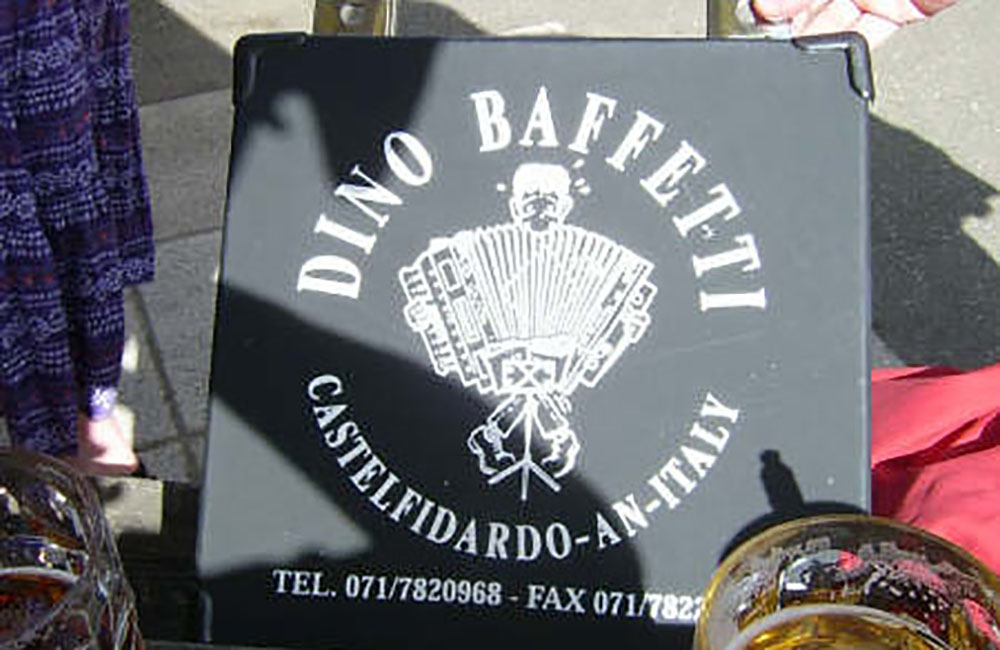 DINO BAFFETTI
CASTELFIDARDO-AN-ITALY
TEL. 071/7820968 - FAX 071/782